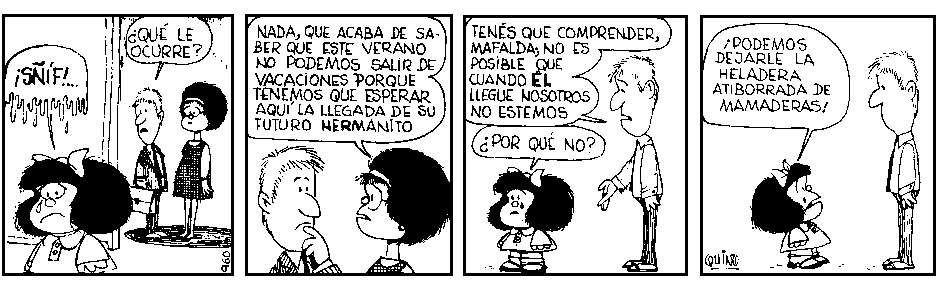 ¡SÑÍF!...
¿QUÉ LE
OCURRE?
NADA, QUE ACABA DE SA-
BER QUE ESTE VERANO
NO PODEMOS SALIR DE
VACACIONES PORQUE
TENEMOS QUE ESPERAR
AQUÍ LA LLEGADA DE SU
FUTURO HERMANITO
TENÉS QUE COMPRENDER,
MAFALDA; NO ES
POSIBLE QUE
CUANDO ÉL
LLEGUE NOSOTROS
NO ESTEMOS
¿POR QUÉ NO?
¡PODEMOS
DEJARLE LA
HELADERA
ATIBORRADA DE
MAMADERAS!
960
QUINO